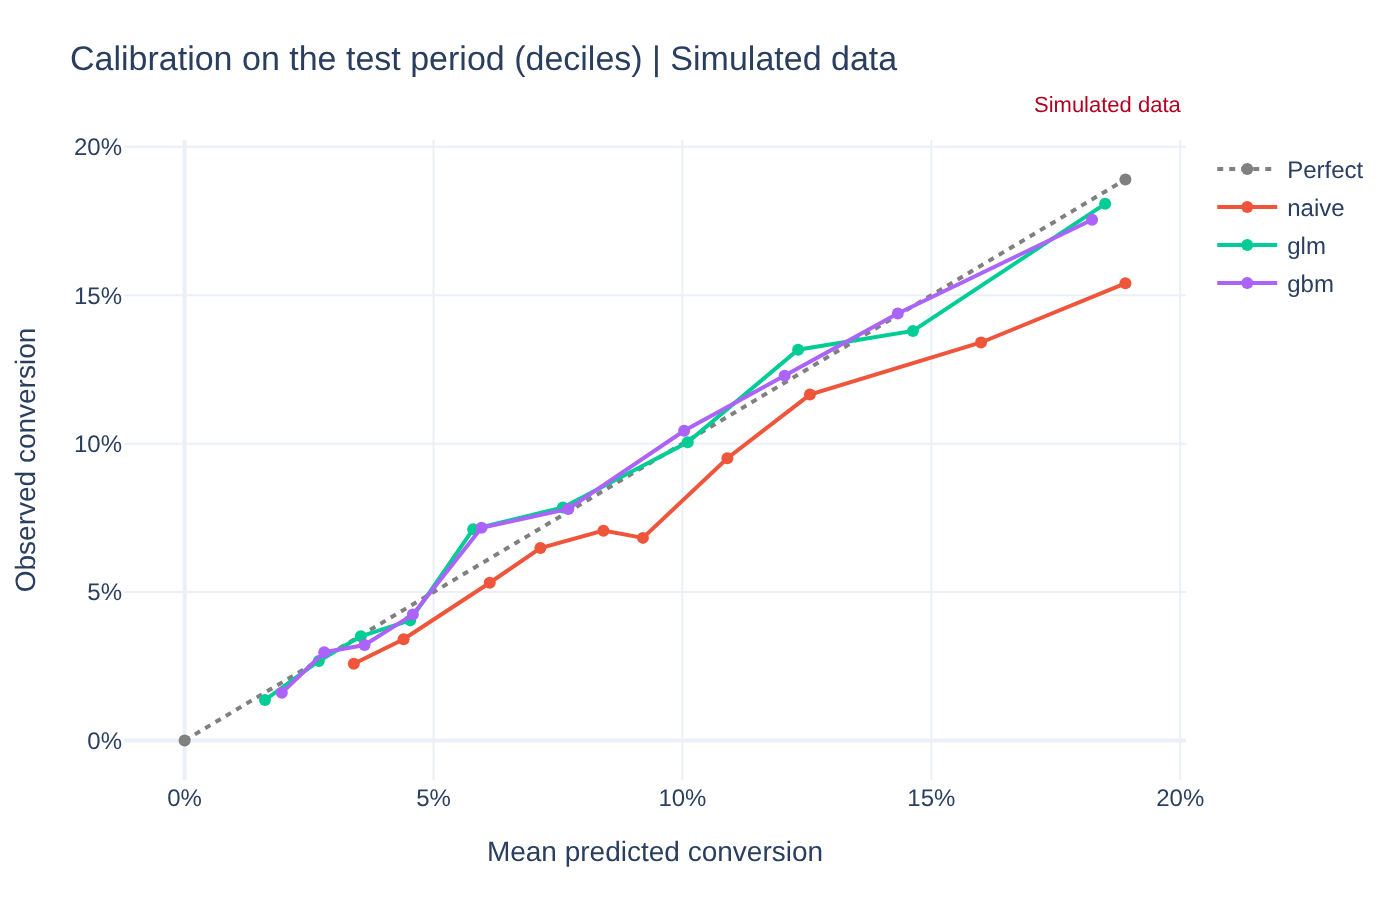 Calibration on the test period (deciles) | Simulated data
Simulated data
20%
15%
10%
5%
0%
0%
5%
10%
15%
20%
Observed conversion
Mean predicted conversion
Perfect
naive
glm
gbm